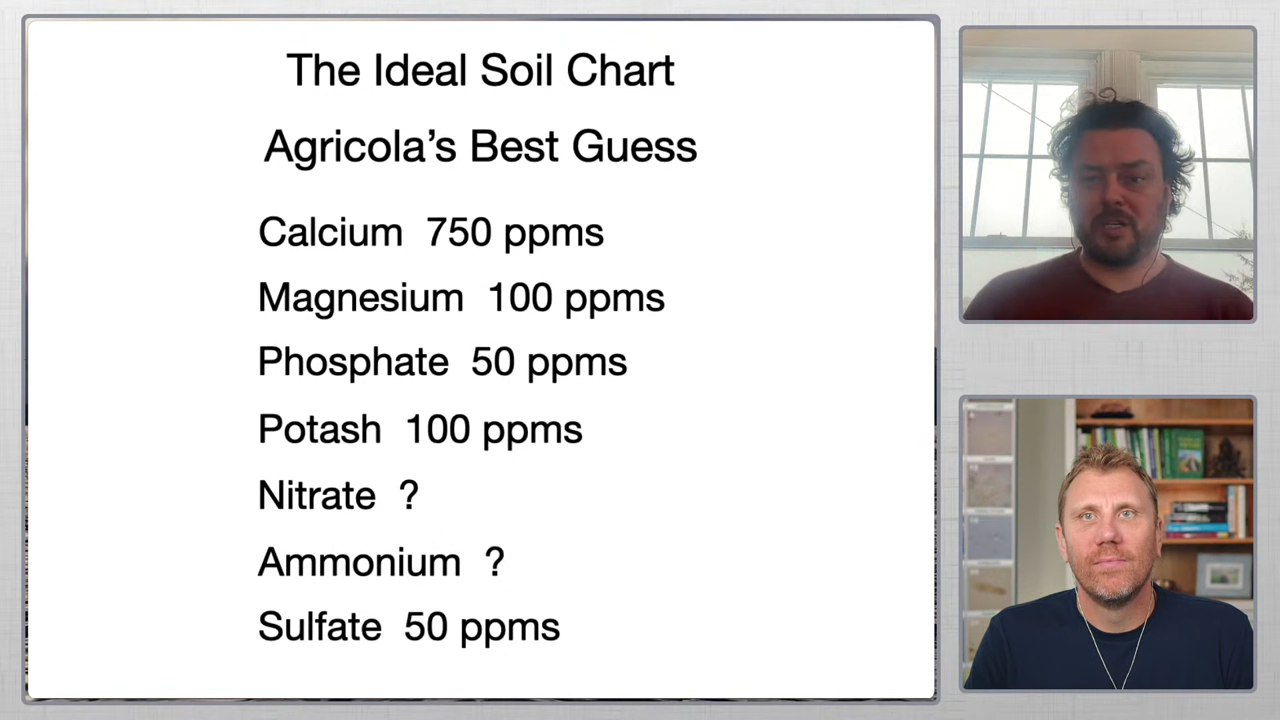 The Ideal Soil Chart
Agricola’s Best Guess
Calcium 750 ppms
Magnesium 100 ppms
Phosphate 50 ppms
Potash 100 ppms
Nitrate ?
Ammonium ?
Sulfate 50 ppms